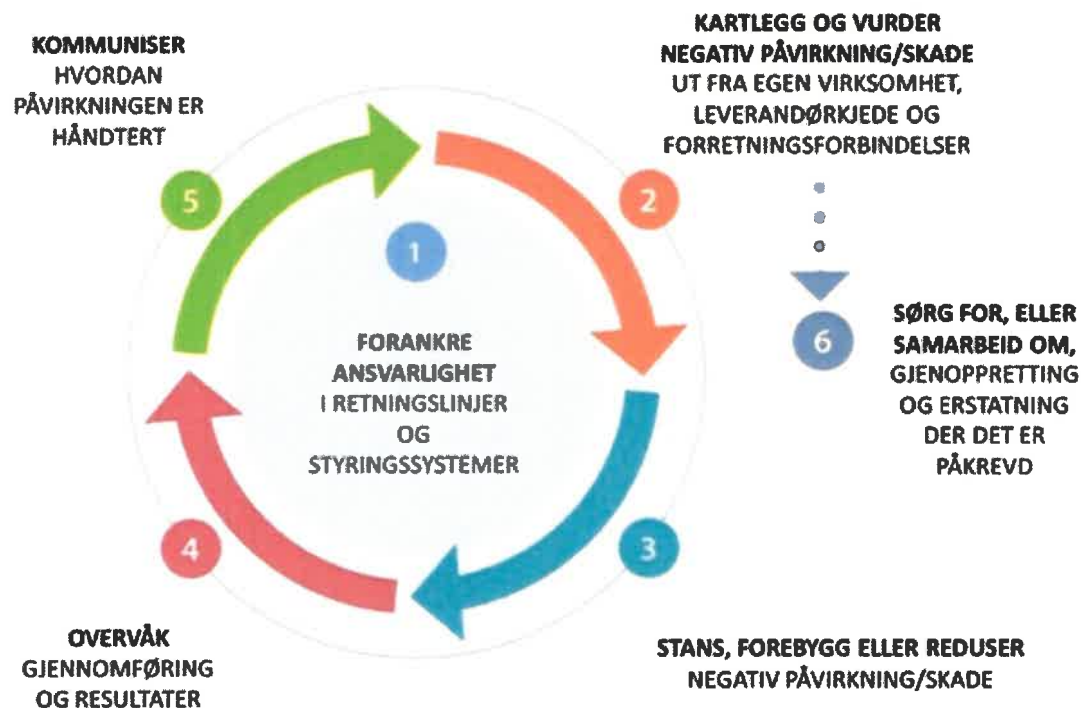 KOMMUNISER
HVORDAN
PÅVIRKNINGEN ER
HÅNDTERT
KARTLEGG OG VURDER
NEGATIV PÅVIRKNING/SKADE
UT FRA EGEN VIRKSOMHET,
LEVERANDØRKJEDE OG
FORRETNINGSFORBINDELSER
5
2
1
FORANKRE
ANSVARLIGHET
I RETNINGSLINJER
OG
STYRINGSSYSTEMER
6
SØRG FOR, ELLER
SAMARBEID OM,
GJENOPPRETTING
OG ERSTATNING
DER DET ER
PÅKREVD
4
3
OVERVÅK
GJENNOMFØRING
OG RESULTATER
STANS, FOREBYGG ELLER REDUSER
NEGATIV PÅVIRKNING/SKADE